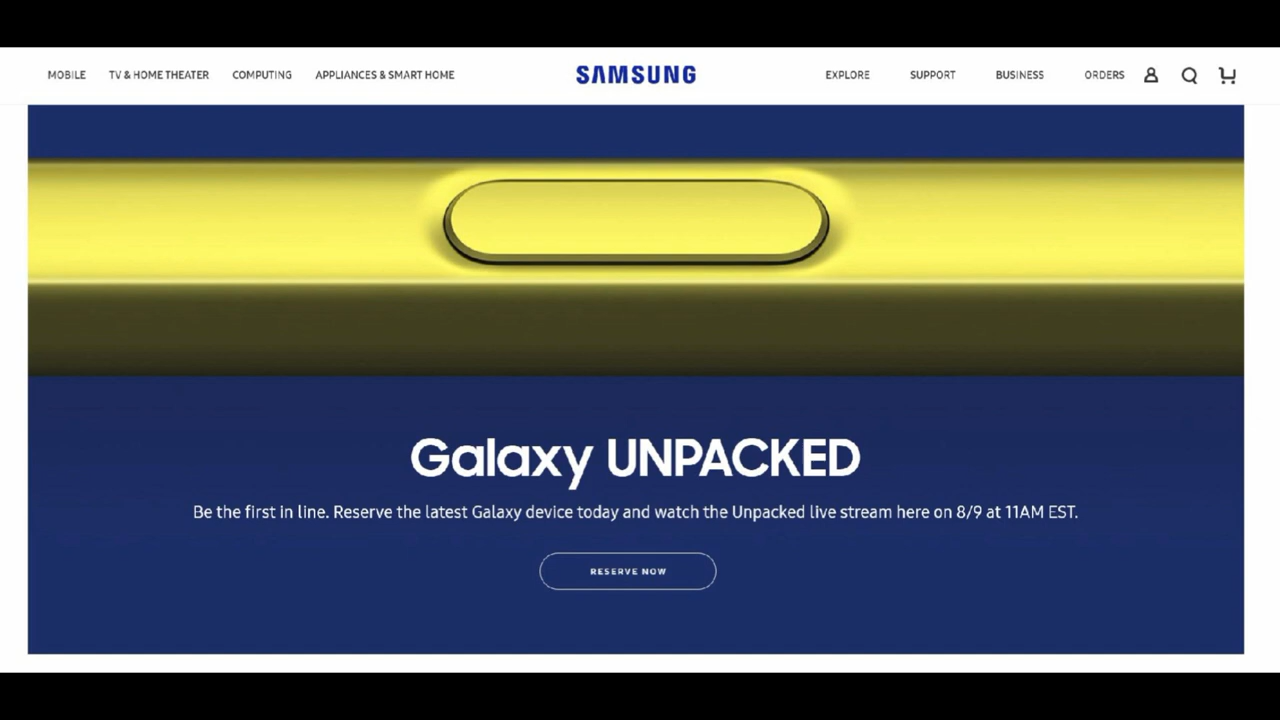 MOBILE TV & HOME THEATER COMPUTING APPLIANCES & SMART HOME SAMSUNG EXPLORE SUPPORT BUSINESS ORDERS
Galaxy UNPACKED
Be the first in line. Reserve the latest Galaxy device today and watch the Unpacked live stream here on 8/9 at 11AM EST.
RESERVE NOW